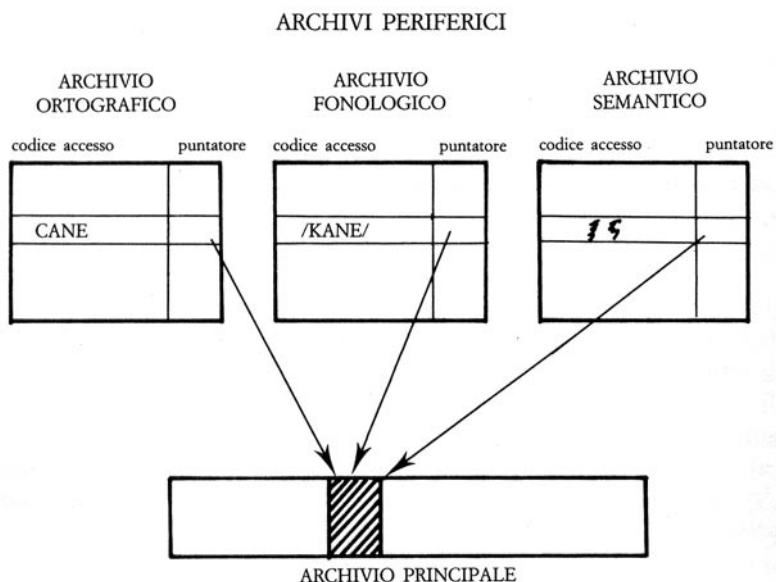 ARCHIVI PERIFERICI
ARCHIVIO
ORTOGRAFICO
ARCHIVIO
FONOLOGICO
ARCHIVIO
SEMANTICO
codice accesso puntatore
codice accesso puntatore
codice accesso puntatore
CANE
/KANE/
ARCHIVIO PRINCIPALE